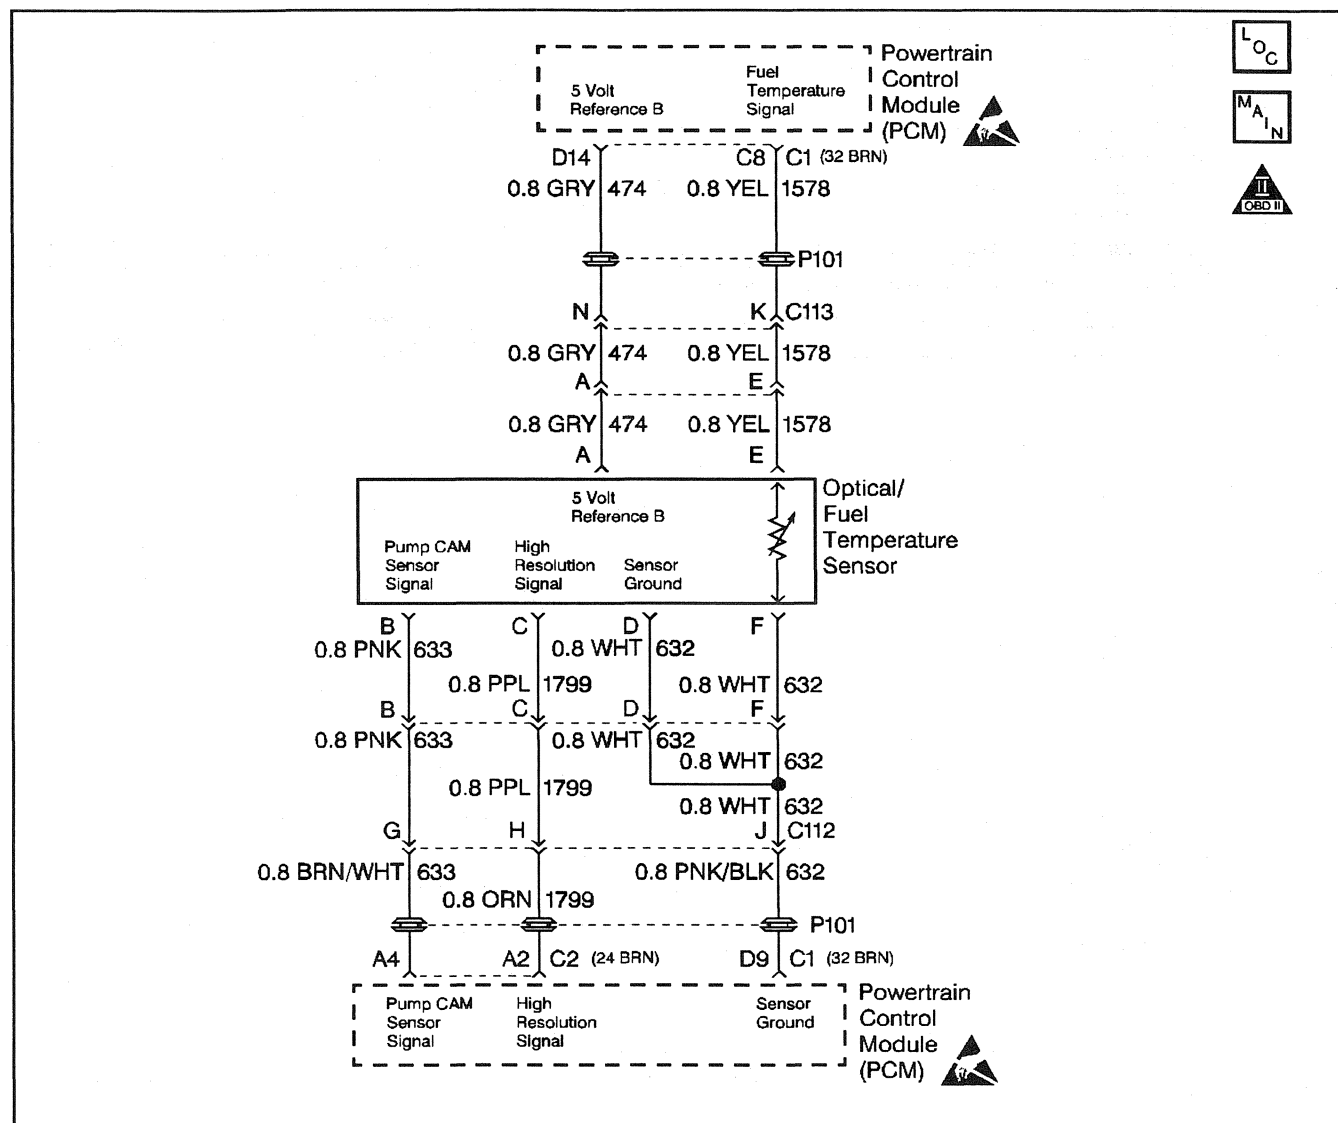 Powertrain
Control
Module
(PCM)
5 Volt
Reference B
Fuel
Temperature
Signal
L O C
M A I N
II
OBD II
D14
C8 C1 (32 BRN)
0.8 GRY 474
0.8 YEL 1578
P101
N
K C113
0.8 GRY 474
0.8 YEL 1578
A
E
0.8 GRY 474
0.8 YEL 1578
A
E
5 Volt
Reference B
Optical/
Fuel
Temperature
Sensor
Pump CAM
Sensor
Signal
High
Resolution
Signal
Sensor
Ground
B
C
D
F
0.8 PNK 633
0.8 WHT 632
0.8 PPL 1799
0.8 WHT 632
B
C
D
F
0.8 PNK 633
0.8 WHT 632
0.8 WHT 632
0.8 PPL 1799
0.8 WHT 632
G
H
J C112
0.8 BRN/WHT 633
0.8 PNK/BLK 632
0.8 ORN 1799
P101
A4
A2 C2 (24 BRN)
D9 C1 (32 BRN)
Pump CAM
Sensor
Signal
High
Resolution
Signal
Sensor
Ground
Powertrain
Control
Module
(PCM)